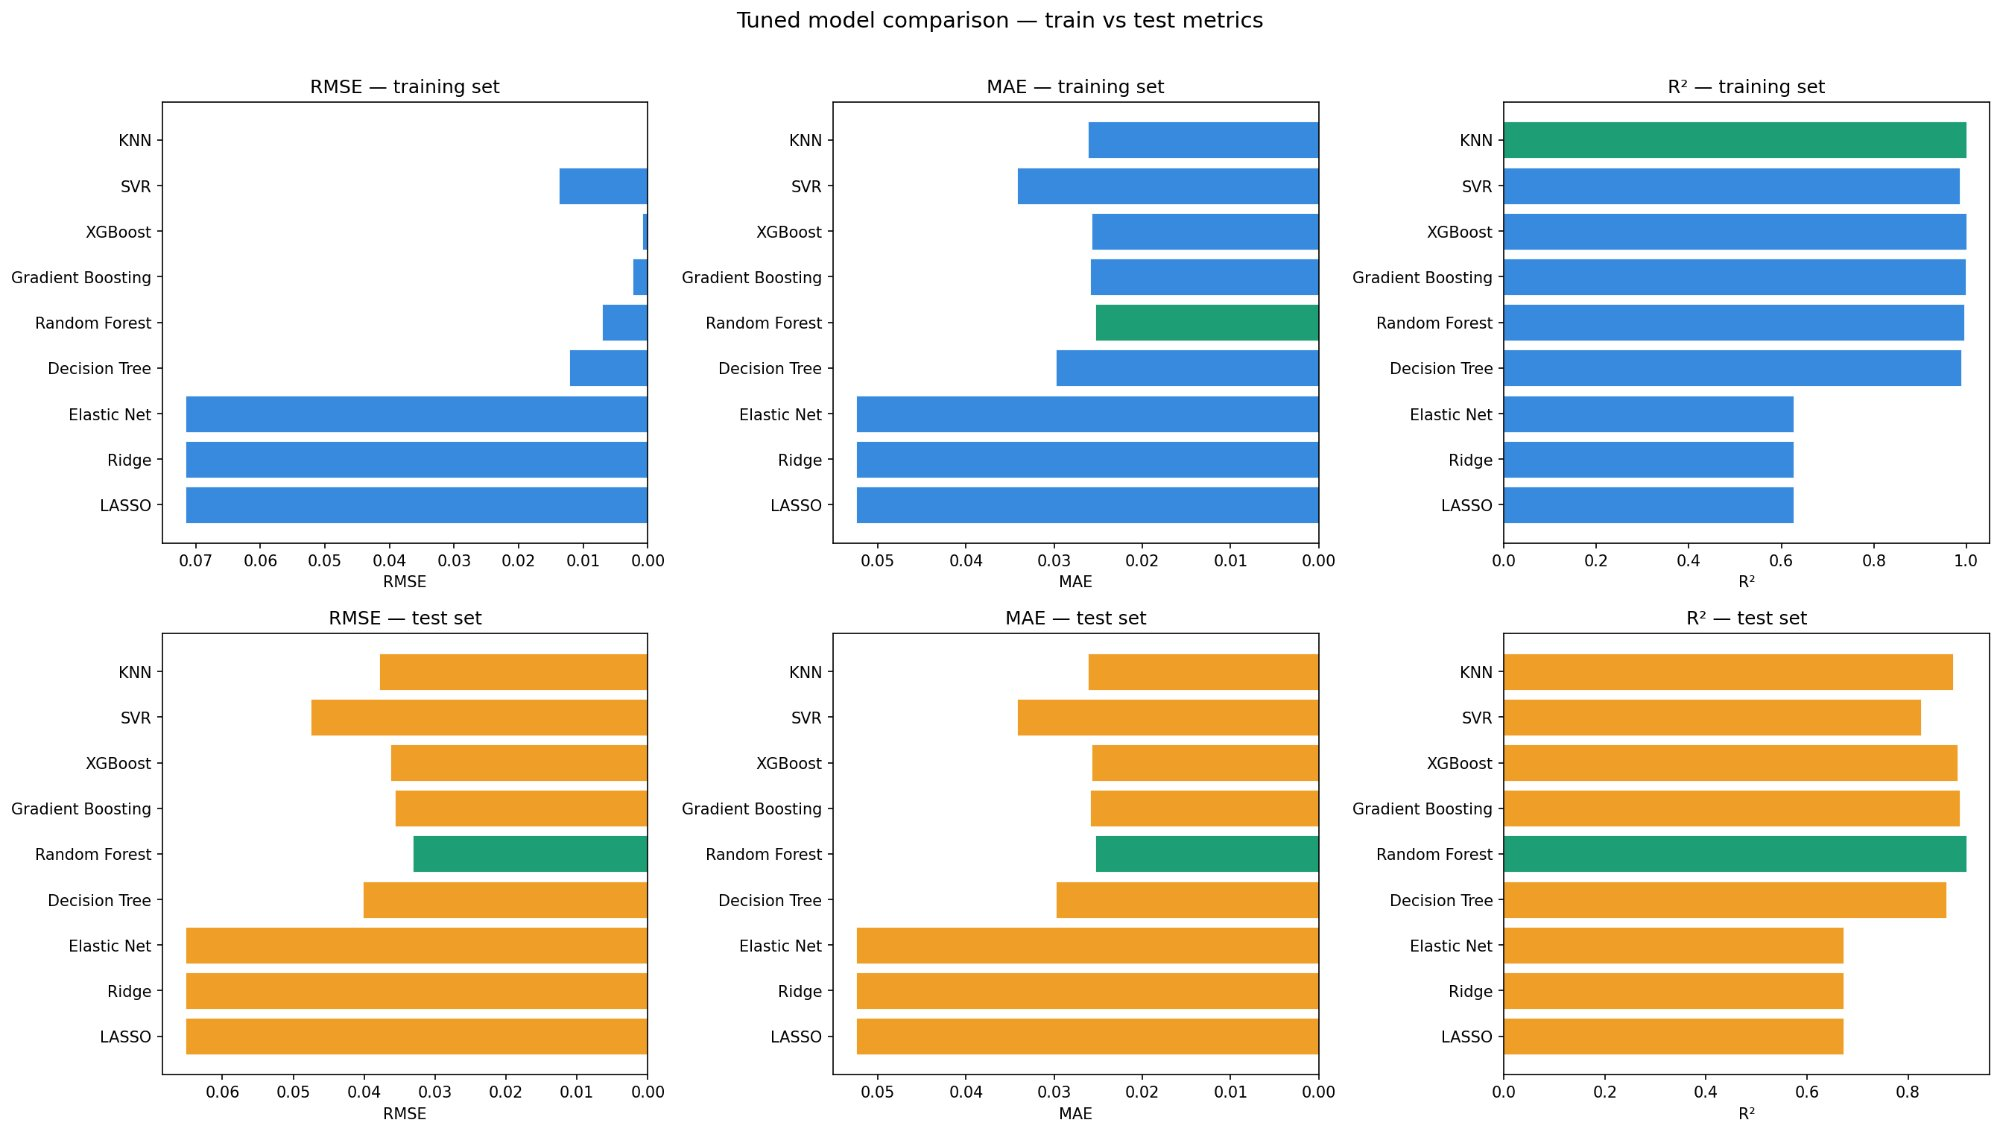 Tuned model comparison — train vs test metrics
RMSE — training set
KNN
SVR
XGBoost
Gradient Boosting
Random Forest
Decision Tree
Elastic Net
Ridge
LASSO
0.07 0.06 0.05 0.04 0.03 0.02 0.01 0.00
RMSE
MAE — training set
KNN
SVR
XGBoost
Gradient Boosting
Random Forest
Decision Tree
Elastic Net
Ridge
LASSO
0.05 0.04 0.03 0.02 0.01 0.00
MAE
R² — training set
KNN
SVR
XGBoost
Gradient Boosting
Random Forest
Decision Tree
Elastic Net
Ridge
LASSO
0.0 0.2 0.4 0.6 0.8 1.0
R²
RMSE — test set
KNN
SVR
XGBoost
Gradient Boosting
Random Forest
Decision Tree
Elastic Net
Ridge
LASSO
0.06 0.05 0.04 0.03 0.02 0.01 0.00
RMSE
MAE — test set
KNN
SVR
XGBoost
Gradient Boosting
Random Forest
Decision Tree
Elastic Net
Ridge
LASSO
0.05 0.04 0.03 0.02 0.01 0.00
MAE
R² — test set
KNN
SVR
XGBoost
Gradient Boosting
Random Forest
Decision Tree
Elastic Net
Ridge
LASSO
0.0 0.2 0.4 0.6 0.8
R²